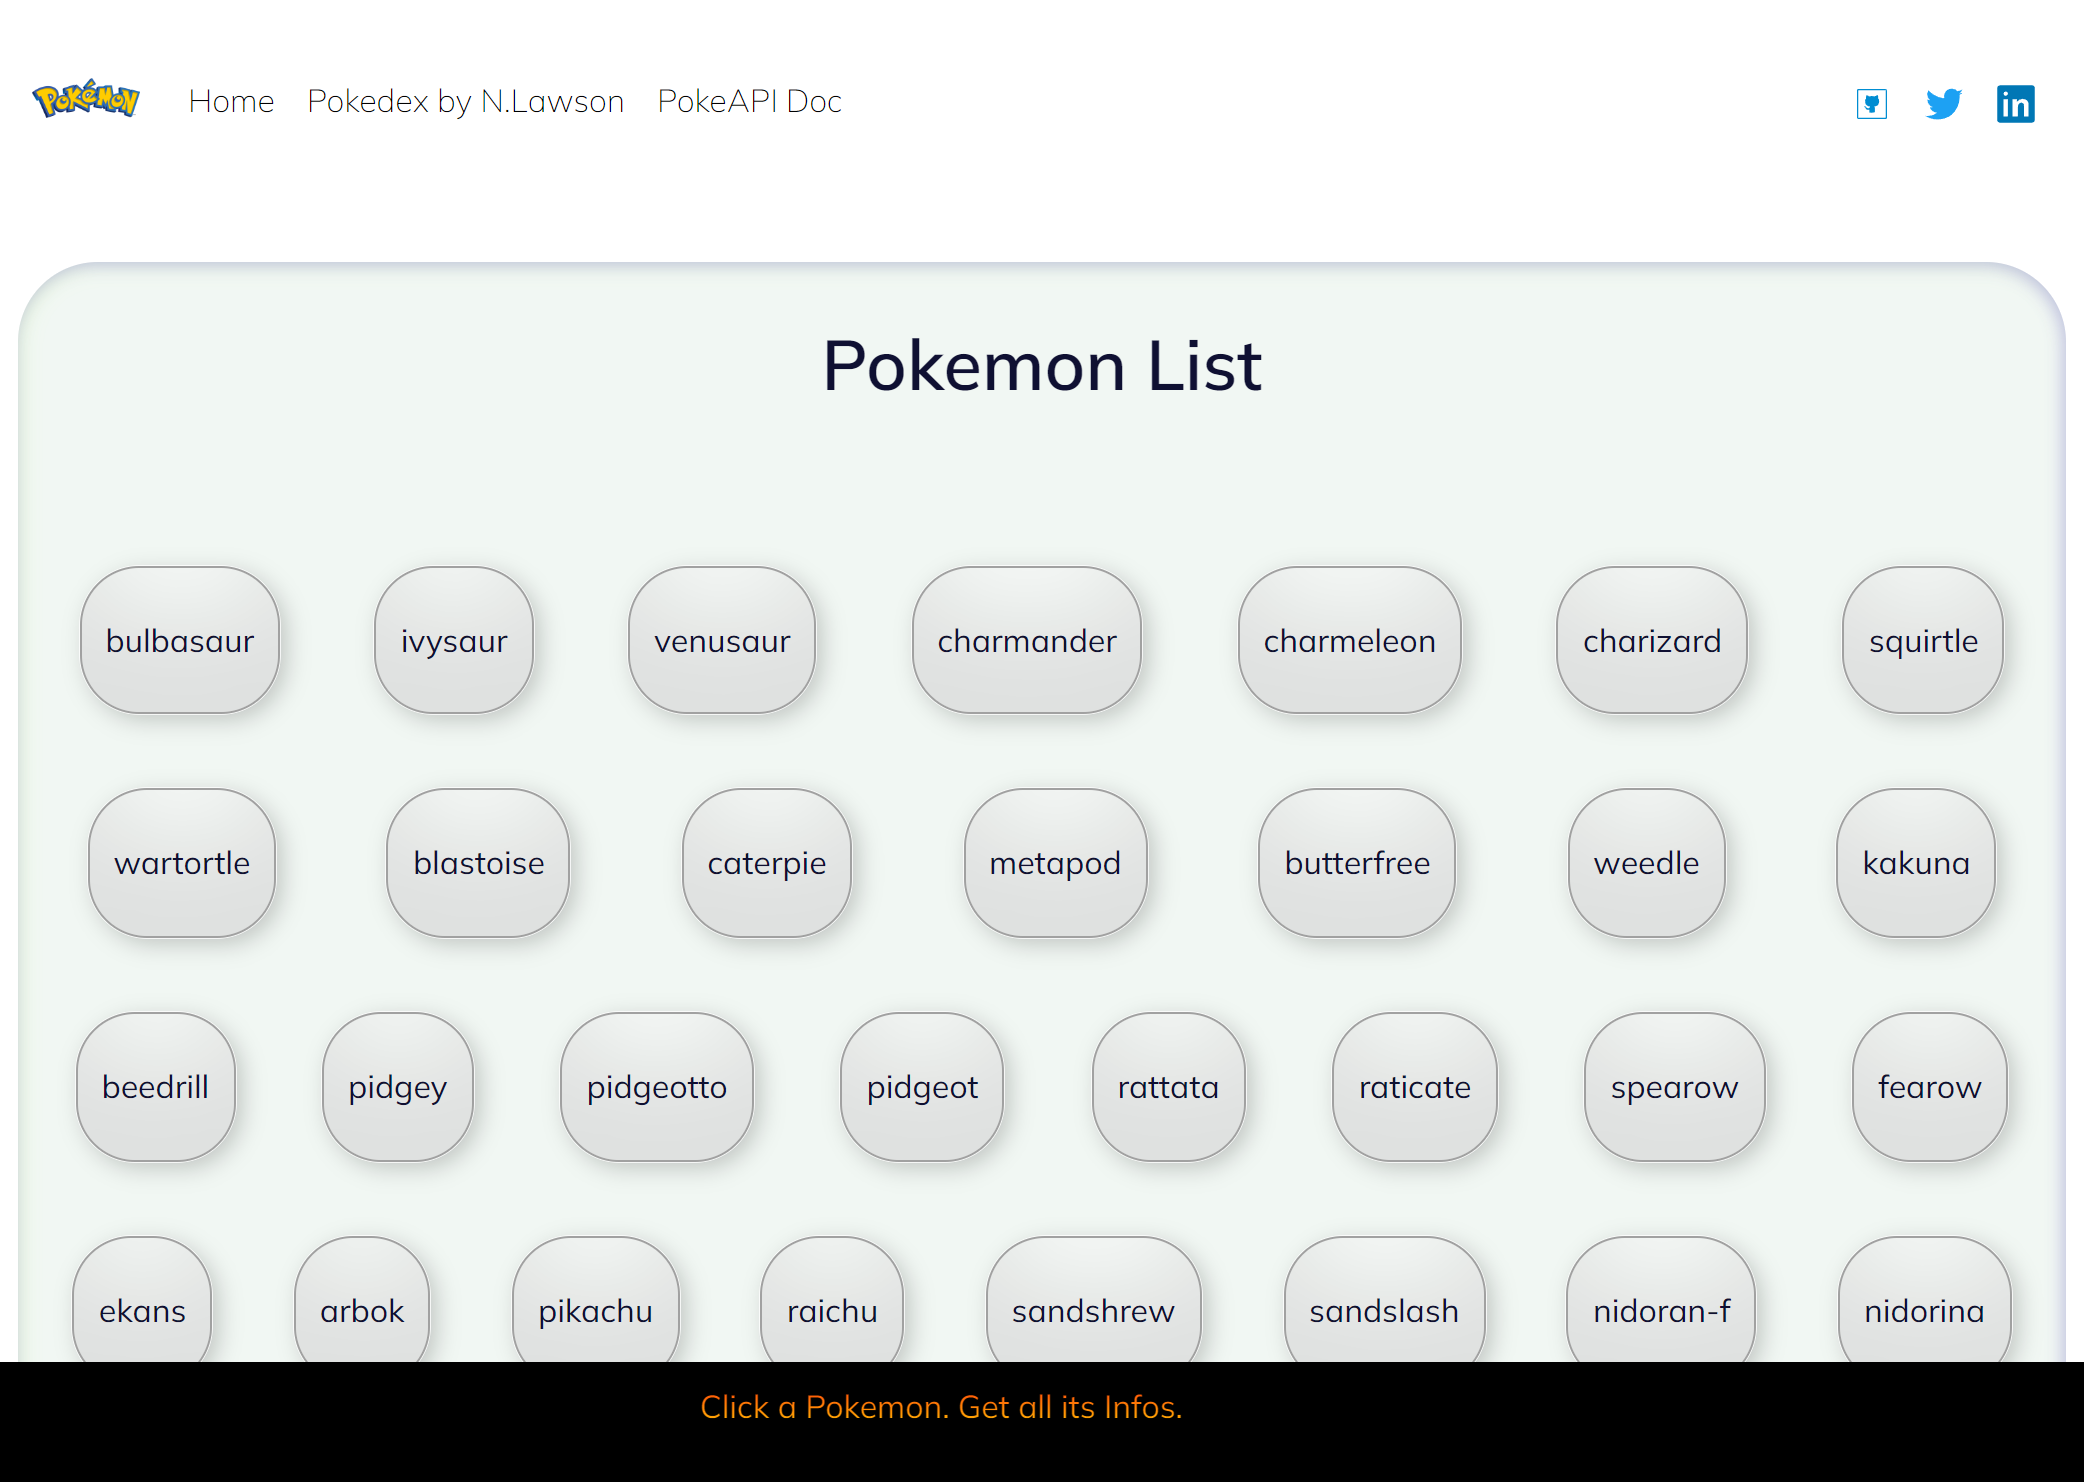 Pokémon Home Pokedex by N.Lawson PokeAPI Doc in
Pokemon List
bulbasaur ivysaur venusaur charmander charmeleon charizard squirtle
wartortle blastoise caterpie metapod butterfree weedle kakuna
beedrill pidgey pidgeotto pidgeot rattata raticate spearow fearow
ekans arbok pikachu raichu sandshrew sandslash nidoran-f nidorina
Click a Pokemon. Get all its Infos.